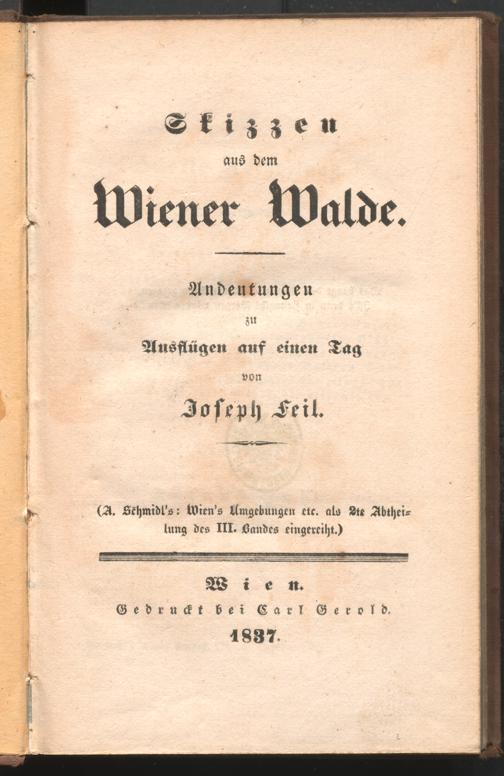 Skizzen
aus dem
Wiener Walde.
Andeutungen
zu
Ausflügen auf einen Tag
von
Joseph Feil.
(A. Schmidl's: Wien's Umgebungen etc. als 2te Abthei-
lung des III. Bandes eingereiht.)
Wien.
Gedruckt bei Carl Gerold.
1837.